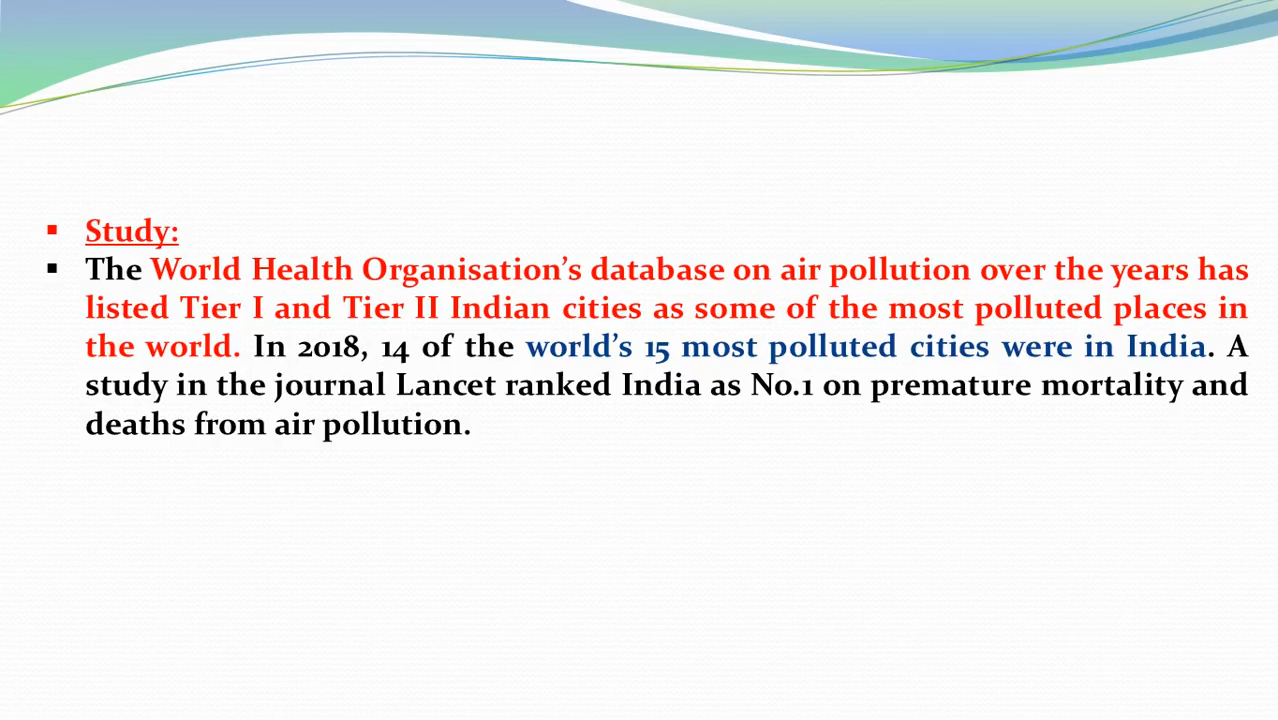 ▪ Study:
▪ The World Health Organisation’s database on air pollution over the years has
listed Tier I and Tier II Indian cities as some of the most polluted places in
the world. In 2018, 14 of the world’s 15 most polluted cities were in India. A
study in the journal Lancet ranked India as No.1 on premature mortality and
deaths from air pollution.